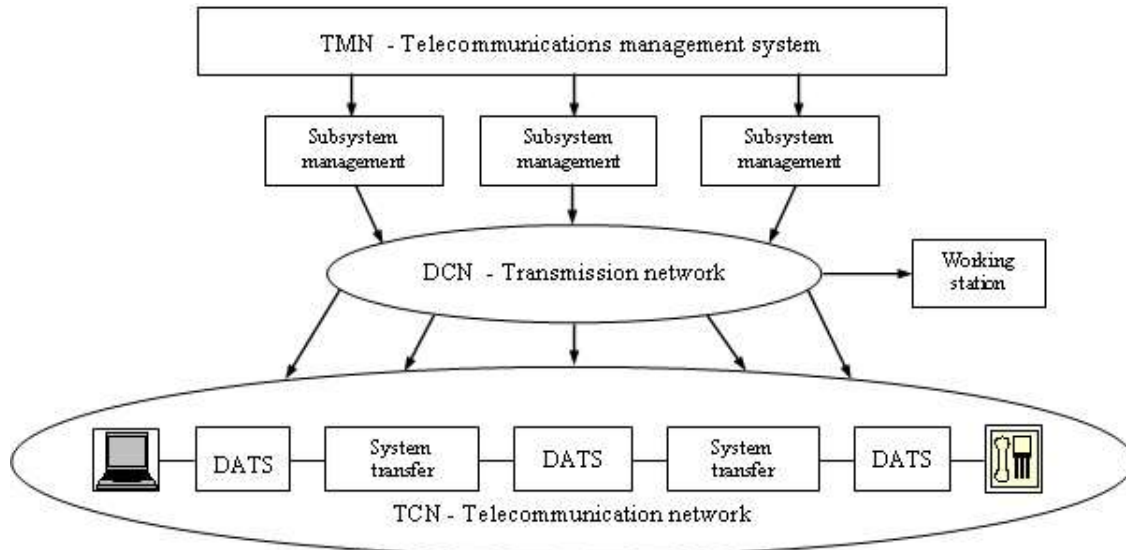 TMN - Telecommunications management system
Subsystem
management
Subsystem
management
Subsystem
management
DCN - Transmission network
Working
station
DATS
System
transfer
DATS
System
transfer
DATS
TCN - Telecommunication network